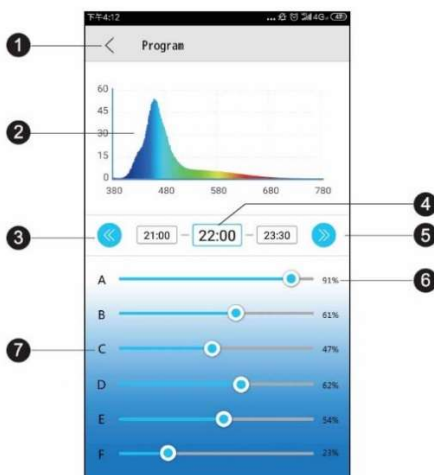 下午4:12 ... 4G
1 Program
60
45
2 30
15
0
380 480 580 680 780
4
3 21:00 – 22:00 – 23:30 5
A 91% 6
B 61%
7 C 47%
D 62%
E 54%
F 23%